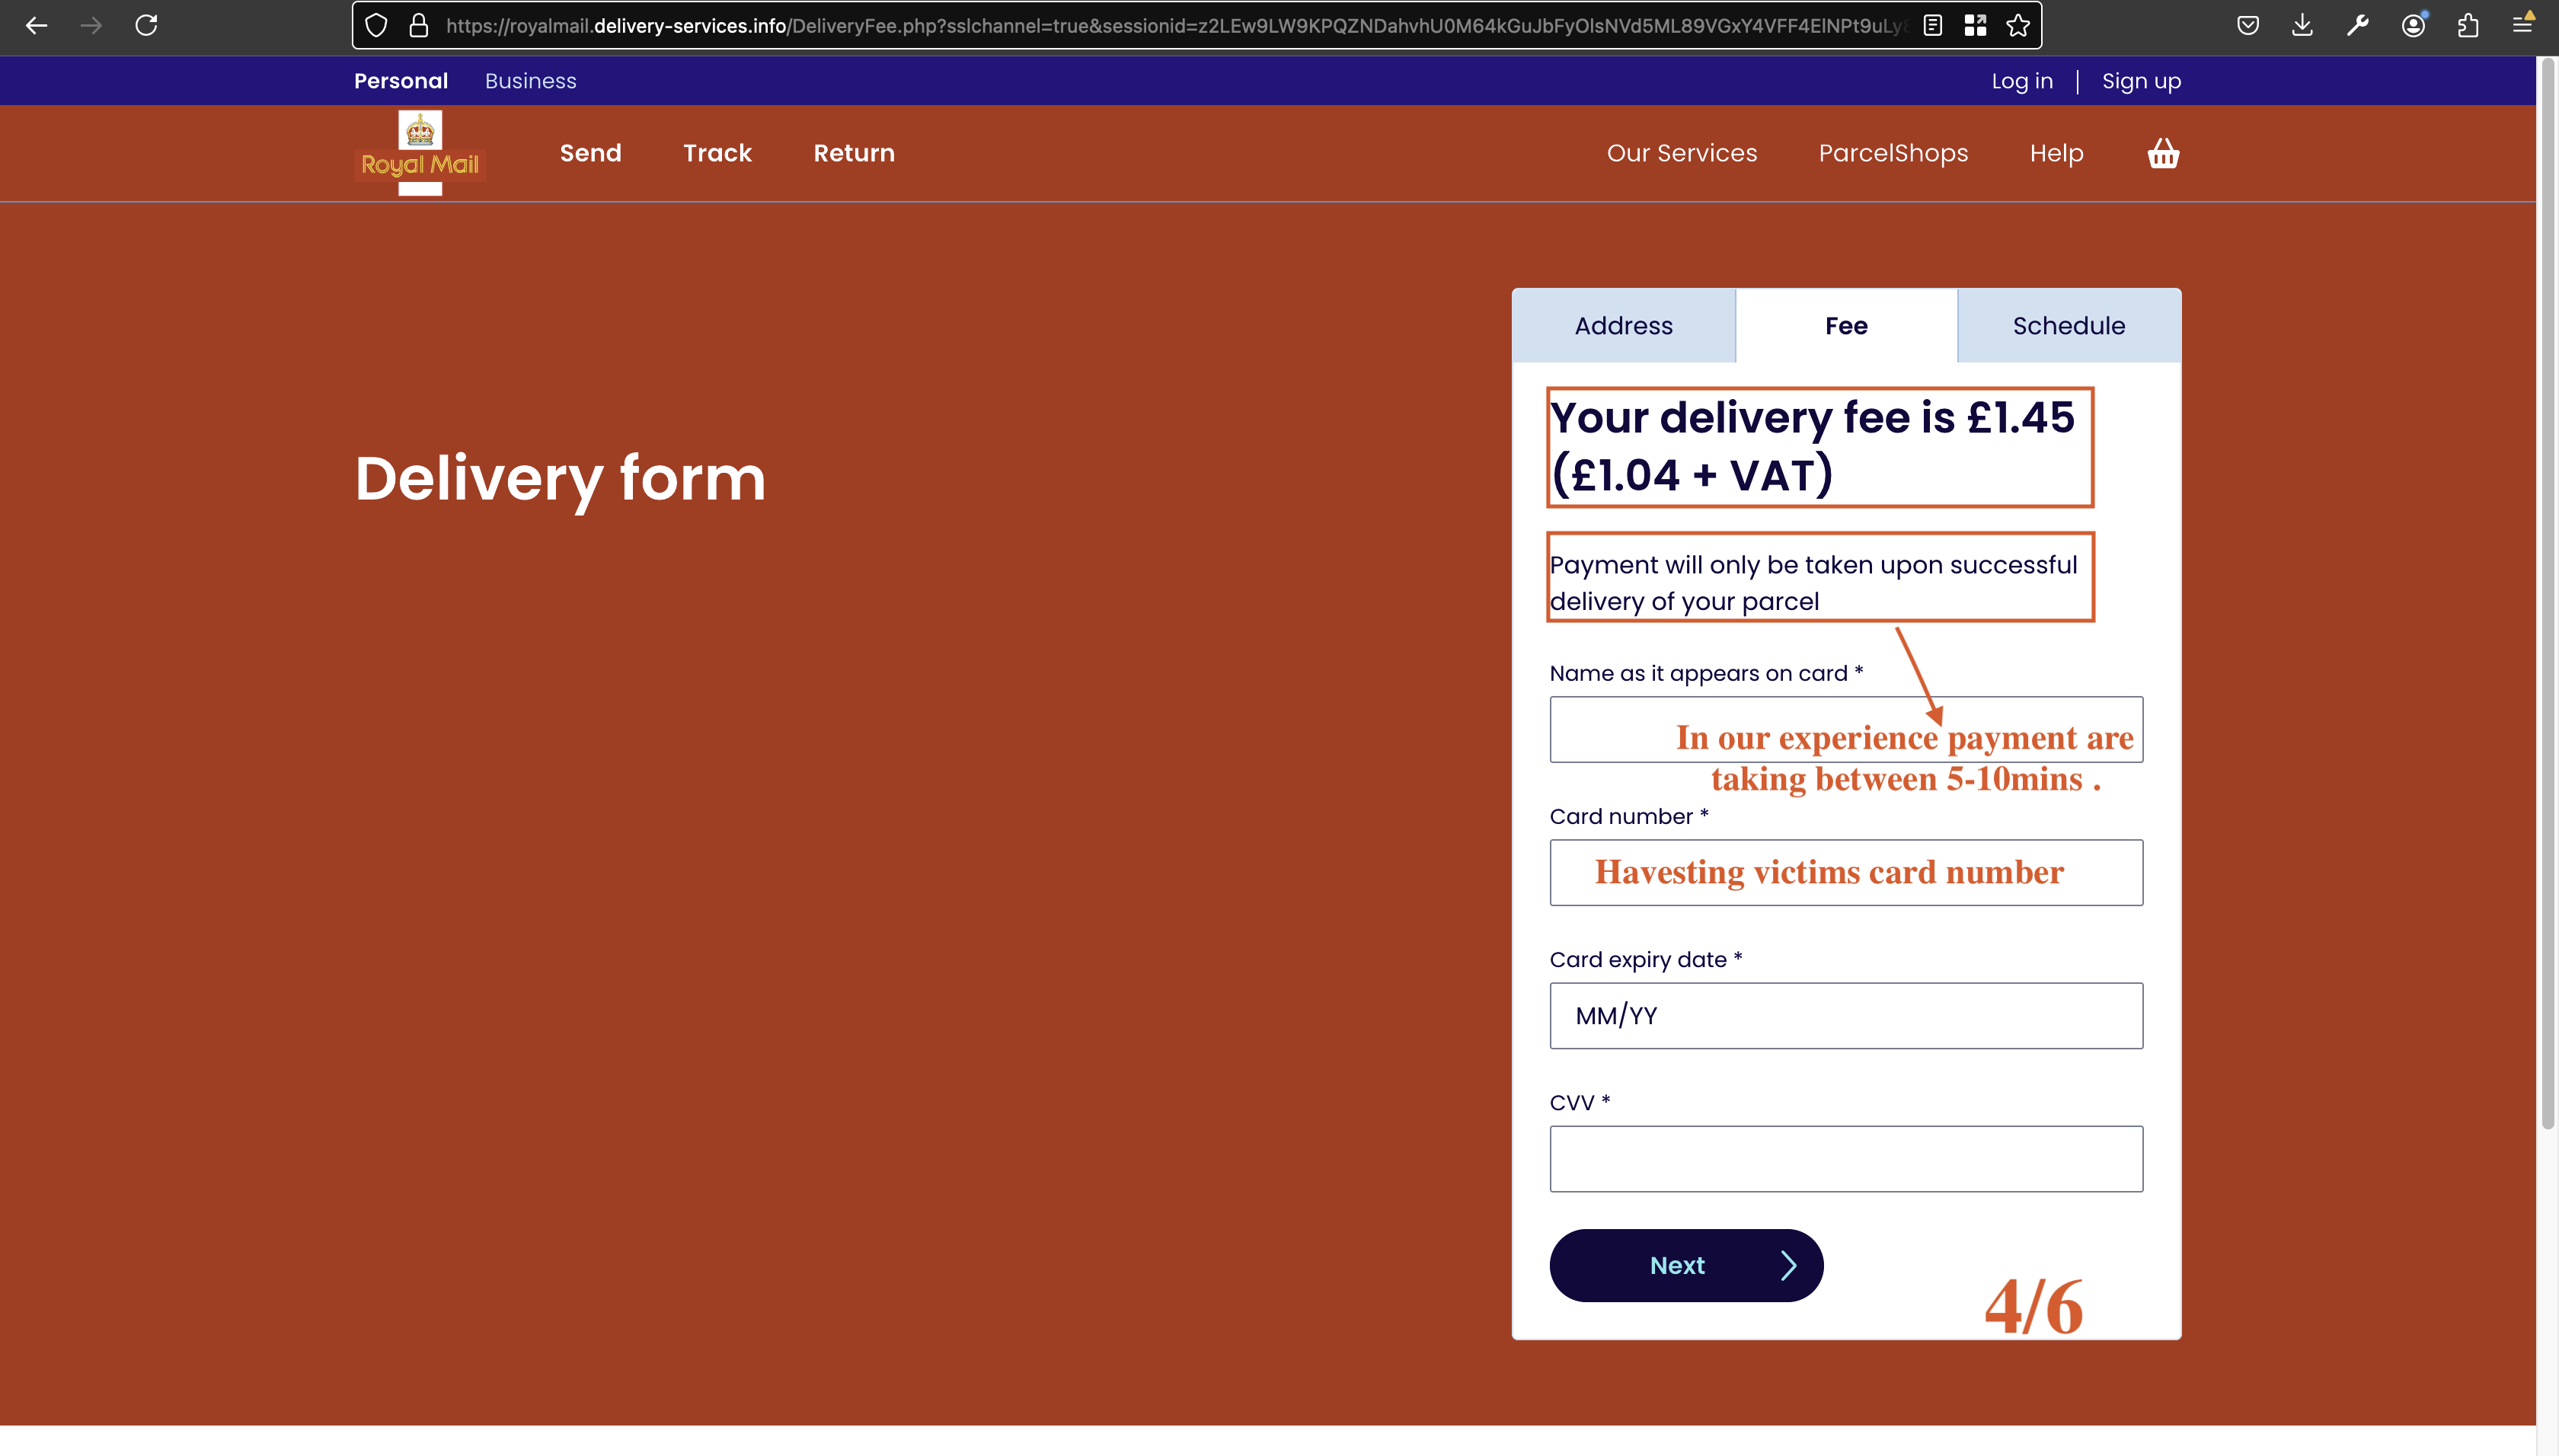 https://royalmail.delivery-services.info/DeliveryFee.php?sslchannel=true&sessionid=z2LEw9LW9KPQZNDahvhU0M64kGuJbFyOlsNVd5ML89VGxY4VFF4ElNPt9uLy
Personal Business Log in | Sign up
Royal Mail Send Track Return Our Services ParcelShops Help
Address Fee Schedule
Your delivery fee is £1.45
(£1.04 + VAT)
Delivery form
Payment will only be taken upon successful
delivery of your parcel
Name as it appears on card *
In our experience payment are
taking between 5-10mins .
Card number *
Havesting victims card number
Card expiry date *
MM/YY
CVV *
Next
4/6